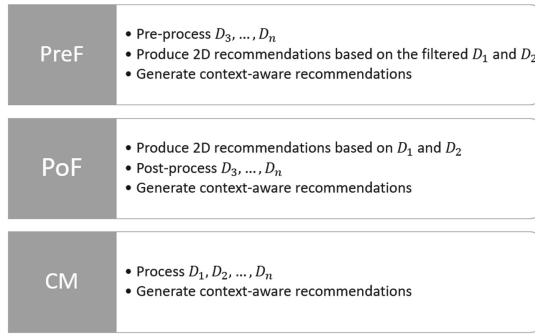 PreF
• Pre-process D₃, …, Dₙ
• Produce 2D recommendations based on the filtered D₁ and D₂
• Generate context-aware recommendations
PoF
• Produce 2D recommendations based on D₁ and D₂
• Post-process D₃, …, Dₙ
• Generate context-aware recommendations
CM
• Process D₁, D₂, …, Dₙ
• Generate context-aware recommendations